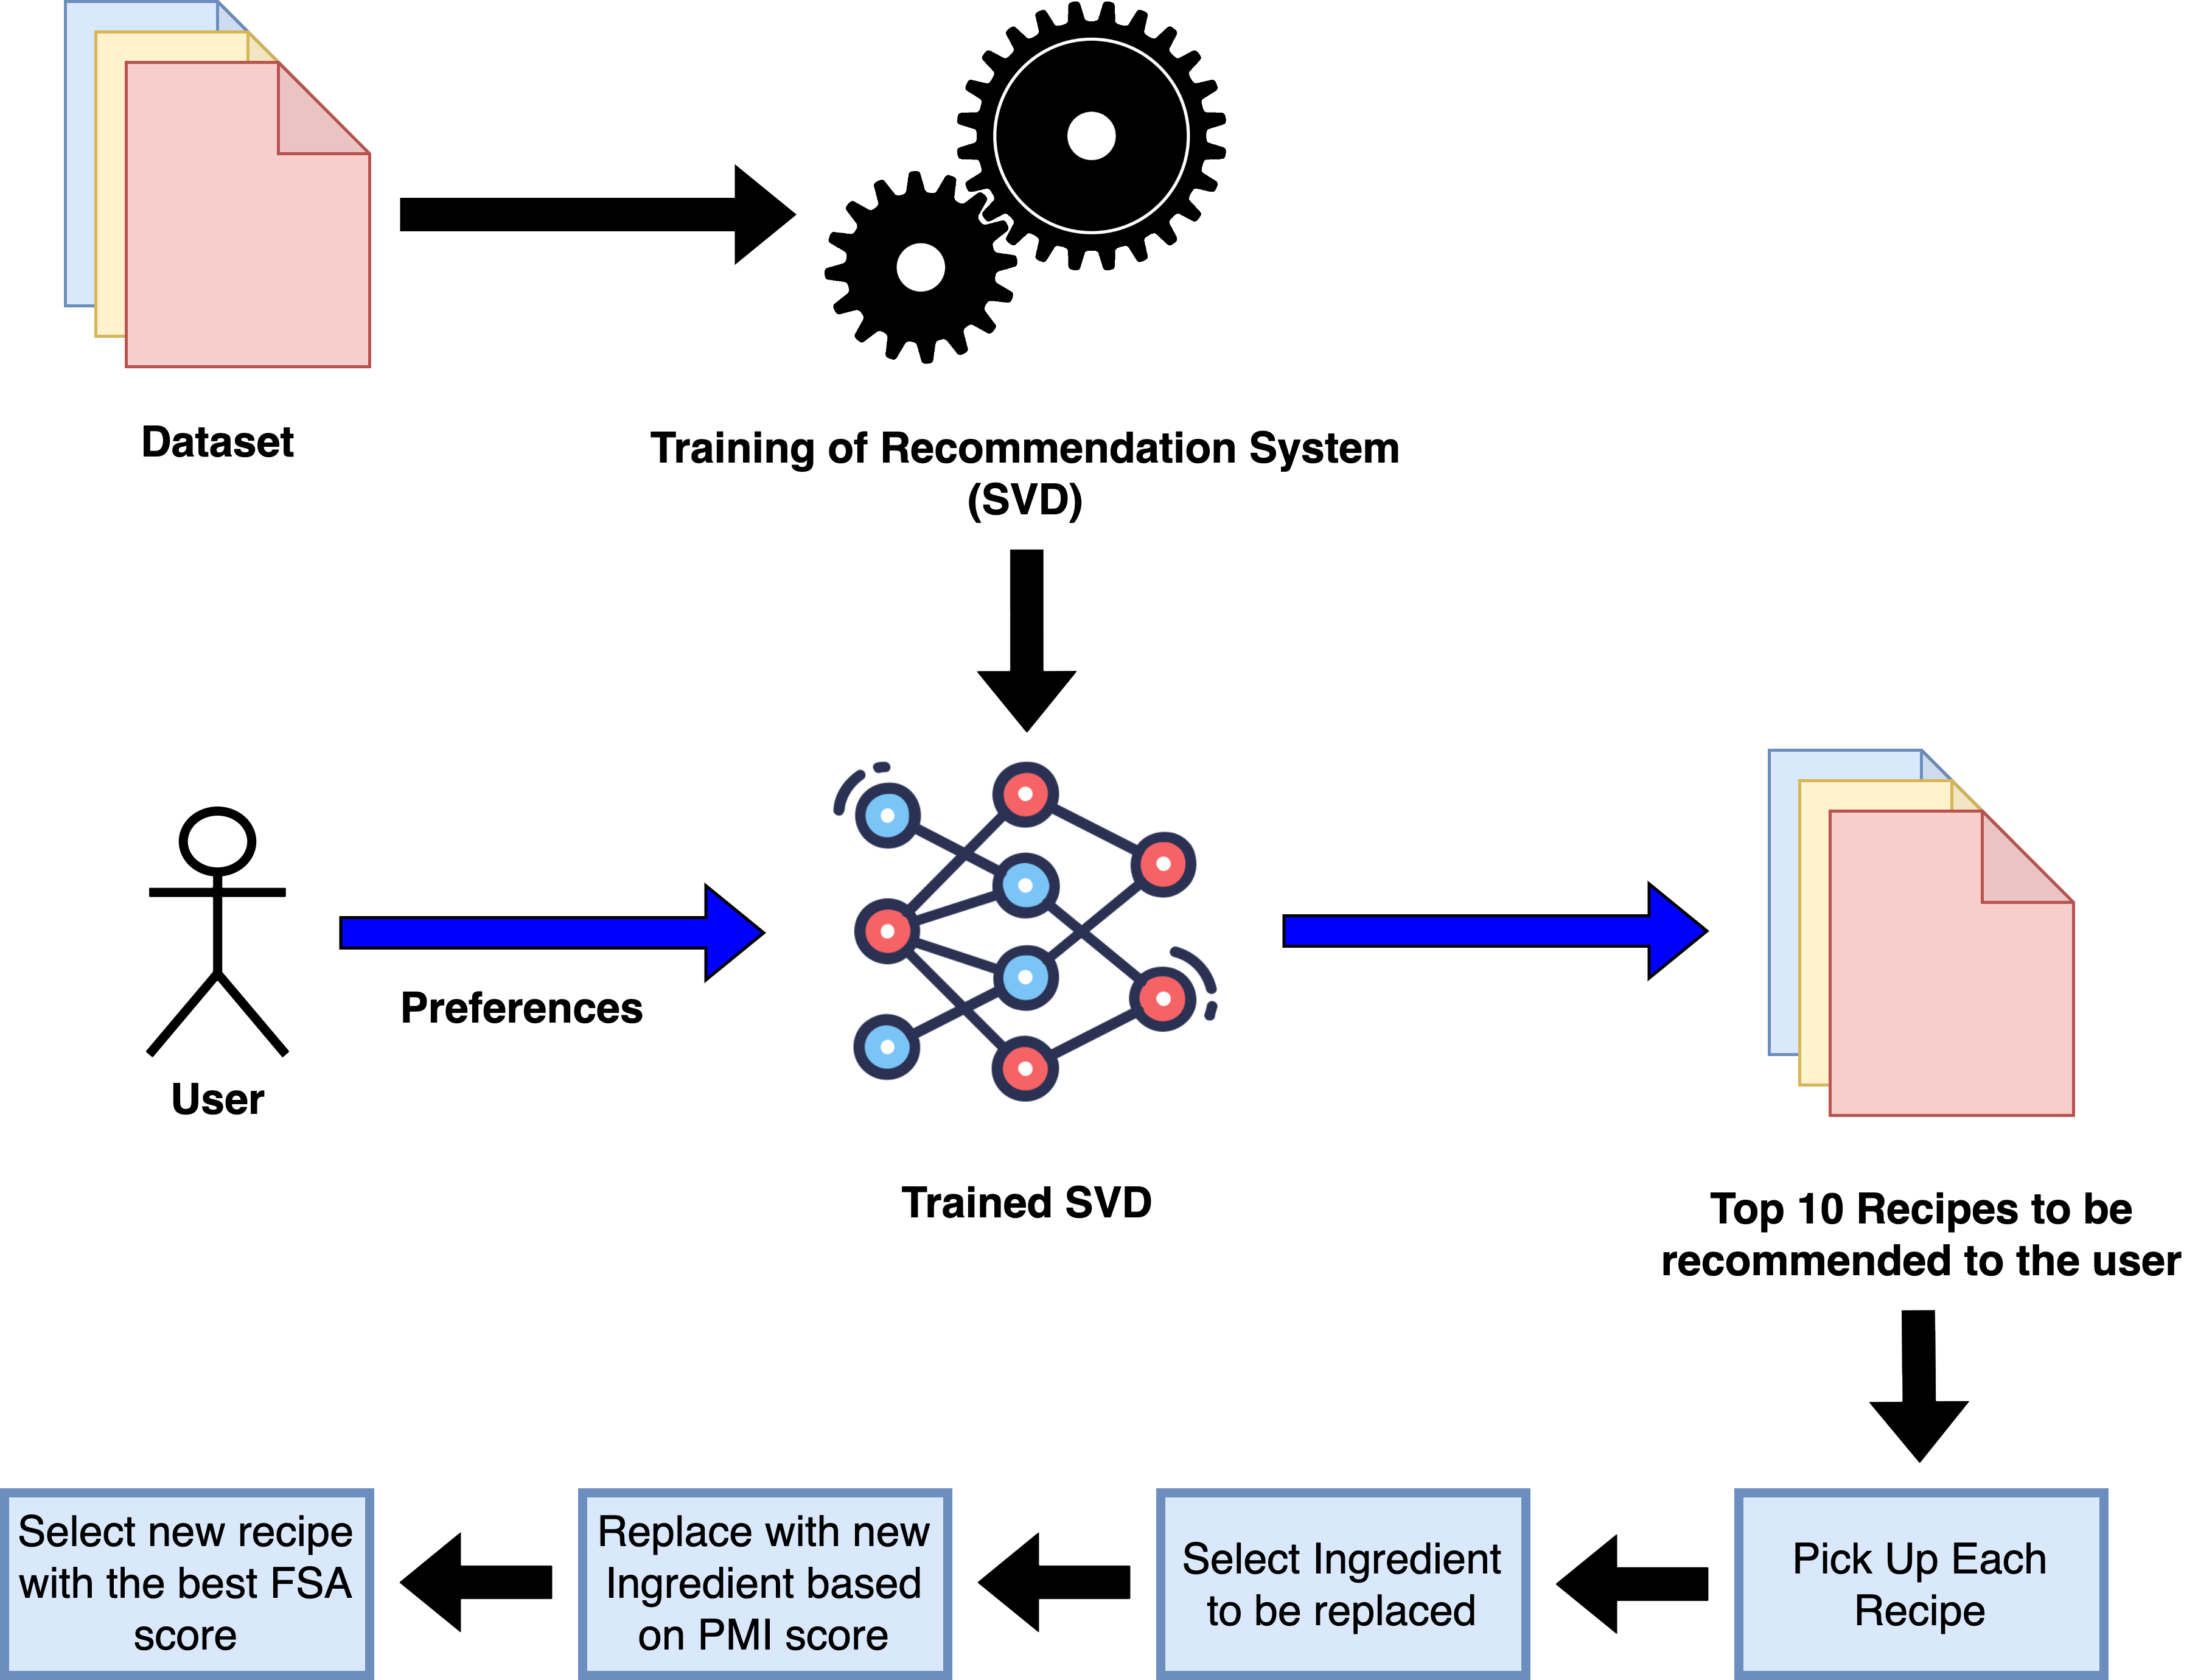 Dataset
Training of Recommendation System
(SVD)
Preferences
User
Trained SVD
Top 10 Recipes to be
recommended to the user
Pick Up Each
Recipe
Select Ingredient
to be replaced
Replace with new
Ingredient based
on PMI score
Select new recipe
with the best FSA
score